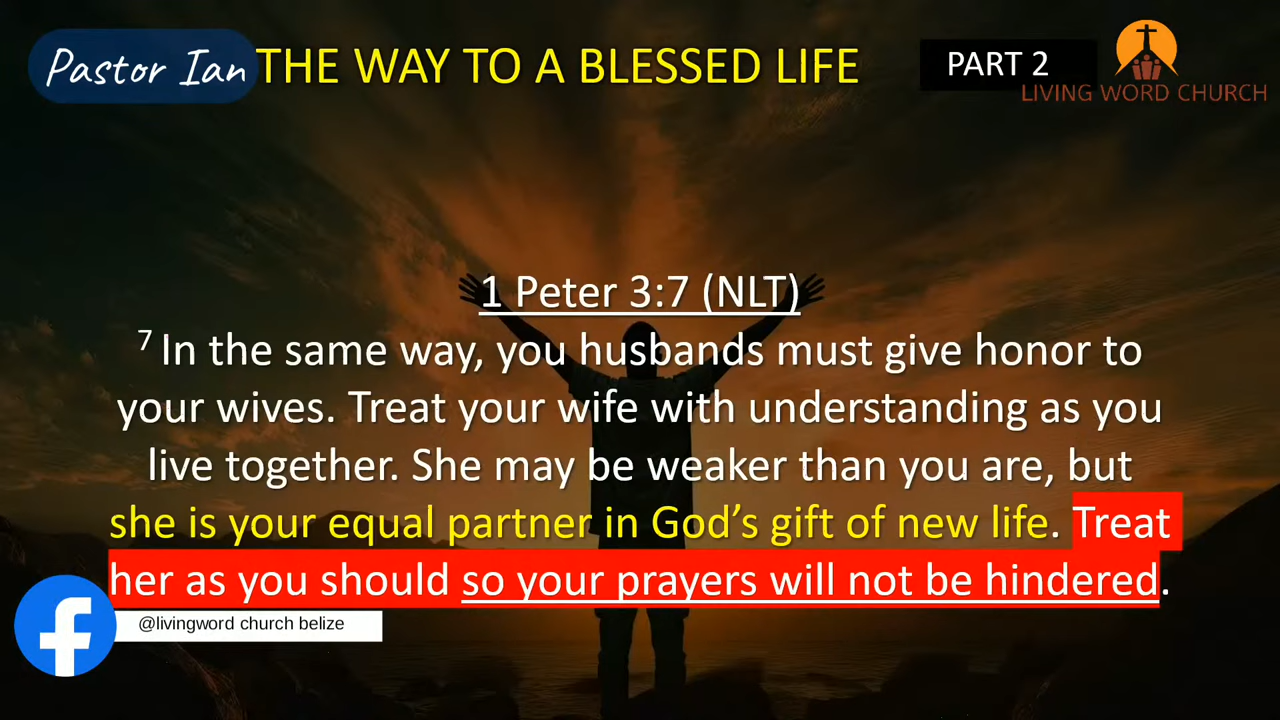 Pastor Ian THE WAY TO A BLESSED LIFE
PART 2
LIVING WORD CHURCH
1 Peter 3:7 (NLT)
⁷ In the same way, you husbands must give honor to
your wives. Treat your wife with understanding as you
live together. She may be weaker than you are, but
she is your equal partner in God’s gift of new life. Treat
her as you should so your prayers will not be hindered.
@livingword church belize